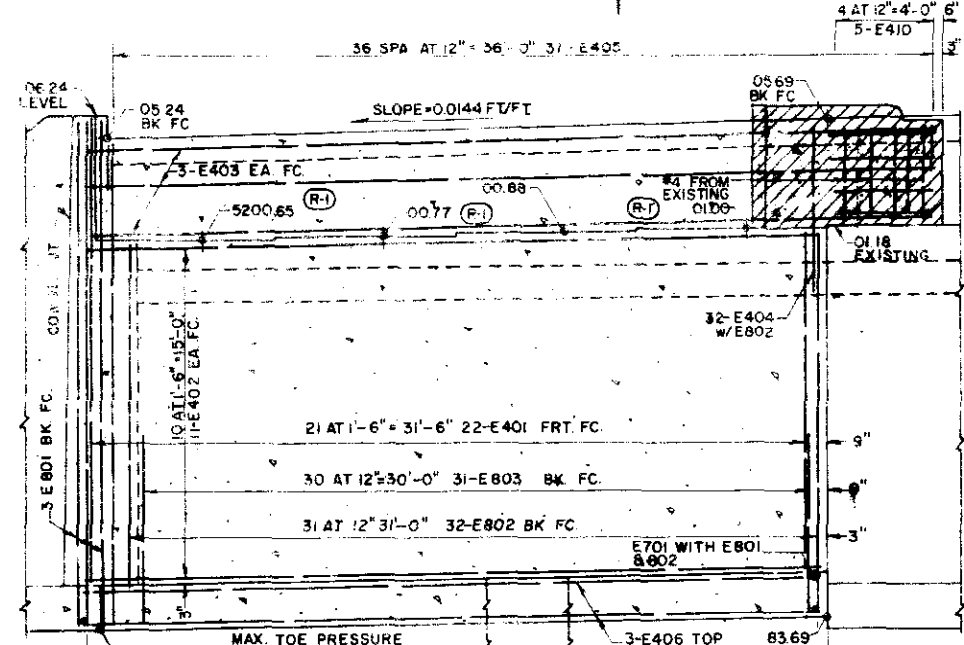 4 AT 12"=4'-0" 6"
5-E410
36 SPA AT 12" = 36'-0" 37-E405
3"
06.24
LEVEL
05.24
BK FC
SLOPE=0.0144 FT/FT
05.69
BK FC
3-E403 EA. FC.
R-1
5200.65
00.77
R-1
00.88
R-1
#4 FROM
EXISTING
01.00
01.18
EXISTING
JT
32-E404
W/E802
10 AT 1'-6"=15'-0"
11-E402 EA. FC.
21 AT 1'-6" = 31'-6" 22-E401 FRT. FC.
9"
30 AT 12"=30'-0" 31-E803 BK. FC.
3 E801 BK. FC.
31 AT 12" 31'-0" 32-E802 BK FC.
3"
E701 WITH E801
&802
3"
MAX. TOE PRESSURE
3-E406 TOP
83.69